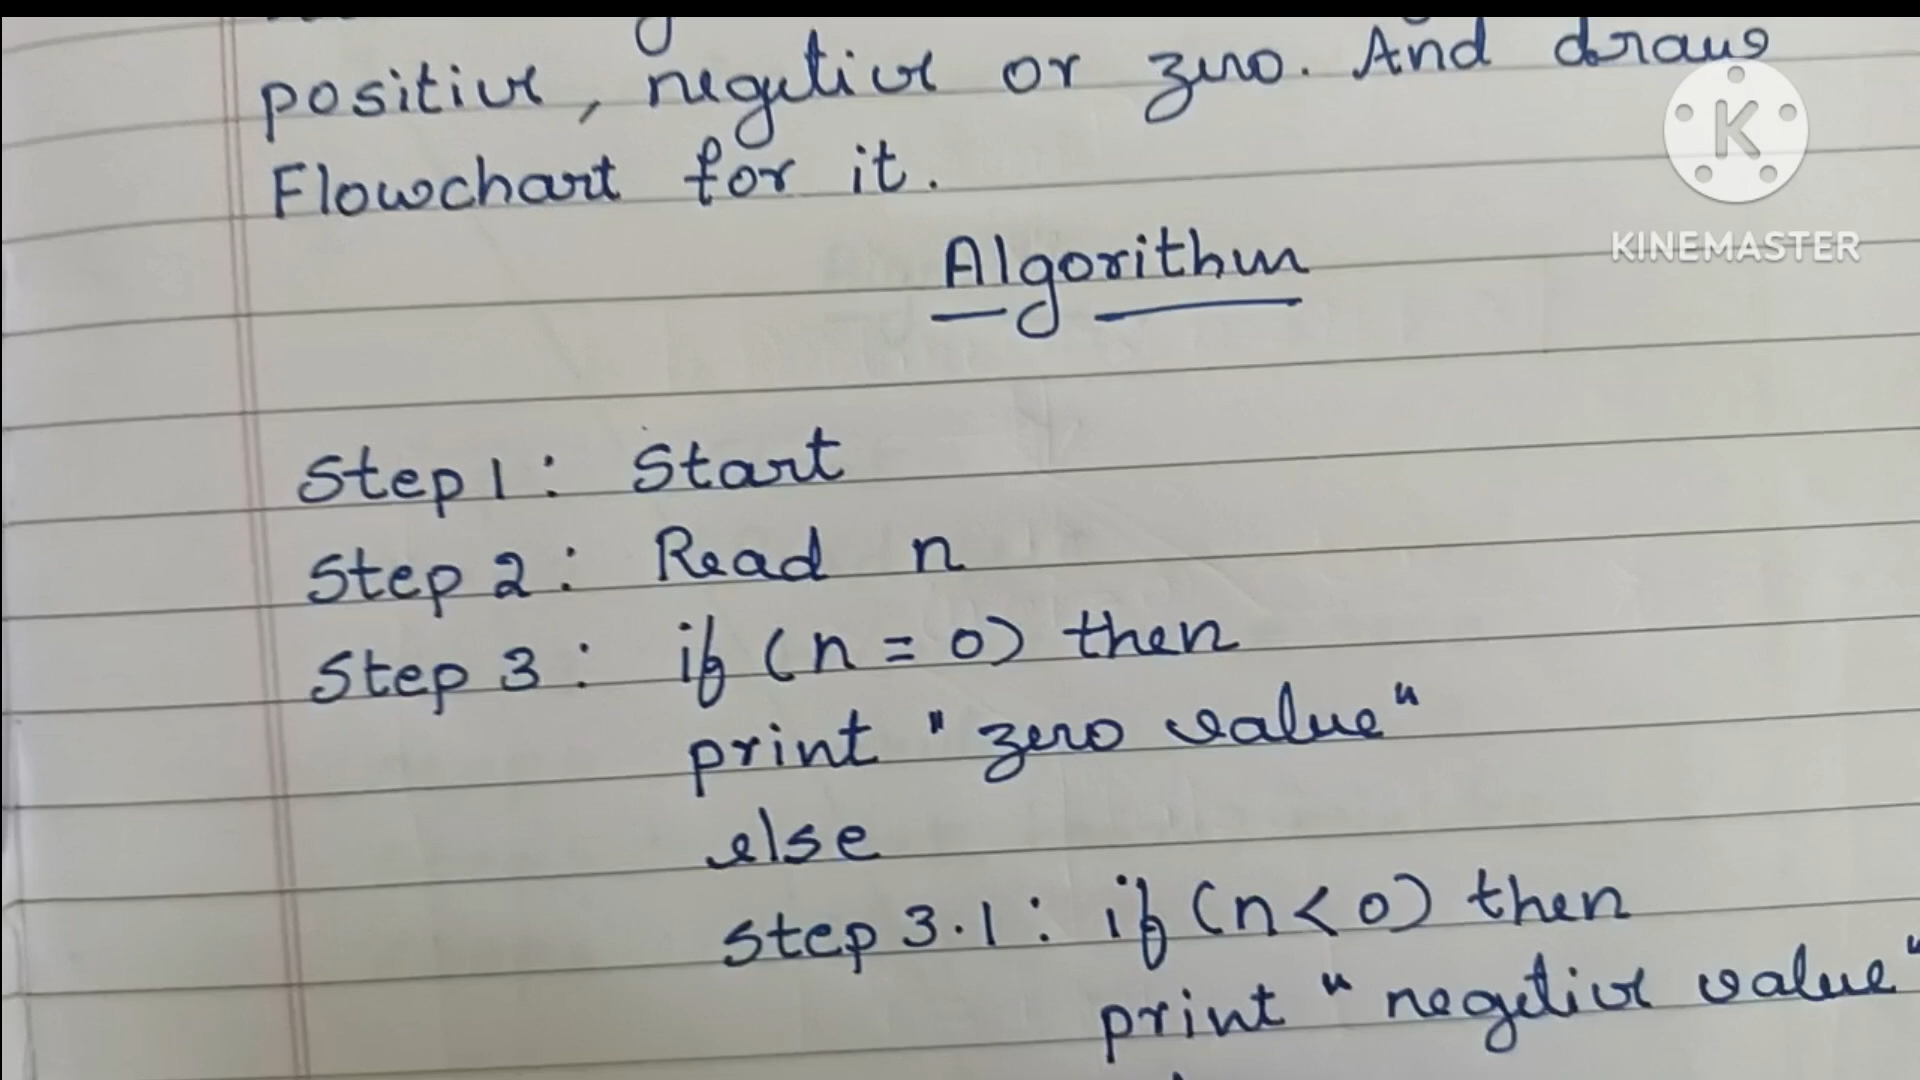 positive, negative or zero. And draw
Flowchart for it.
Algorithm
Step 1: Start
Step 2: Read n
Step 3: if (n = 0) then
print "zero value"
else
Step 3.1: if (n < 0) then
print "negative value"
K
KINEMASTER